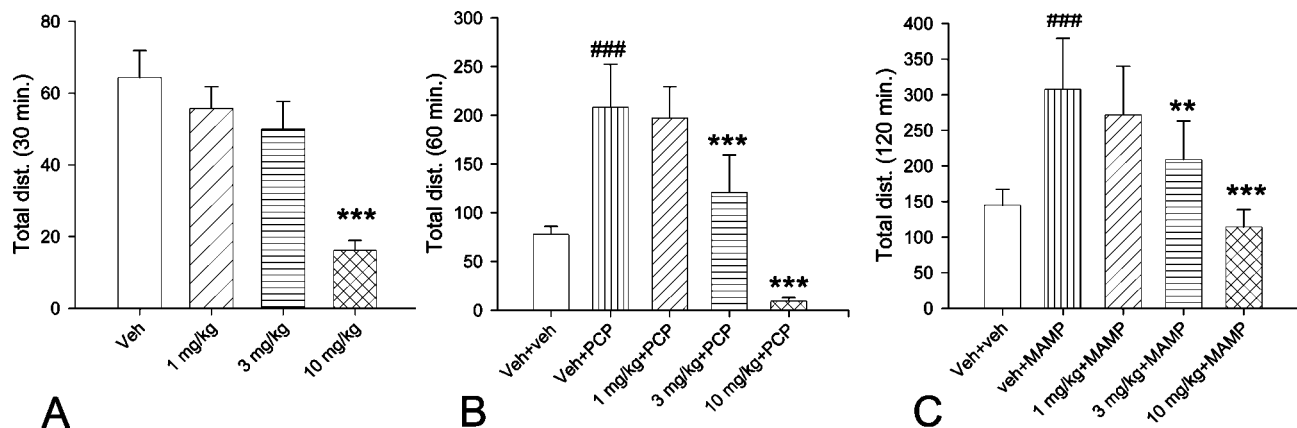 Total dist. (30 min.)
80
60
40
20
0
***
Veh
1 mg/kg
3 mg/kg
10 mg/kg
A
Total dist. (60 min.)
300
250
200
150
100
50
0
###
***
***
Veh+veh
Veh+PCP
1 mg/kg+PCP
3 mg/kg+PCP
10 mg/kg+PCP
B
Total dist. (120 min.)
400
350
300
250
200
150
100
50
0
###
**
***
Veh+veh
veh+MAMP
1 mg/kg+MAMP
3 mg/kg+MAMP
10 mg/kg+MAMP
C